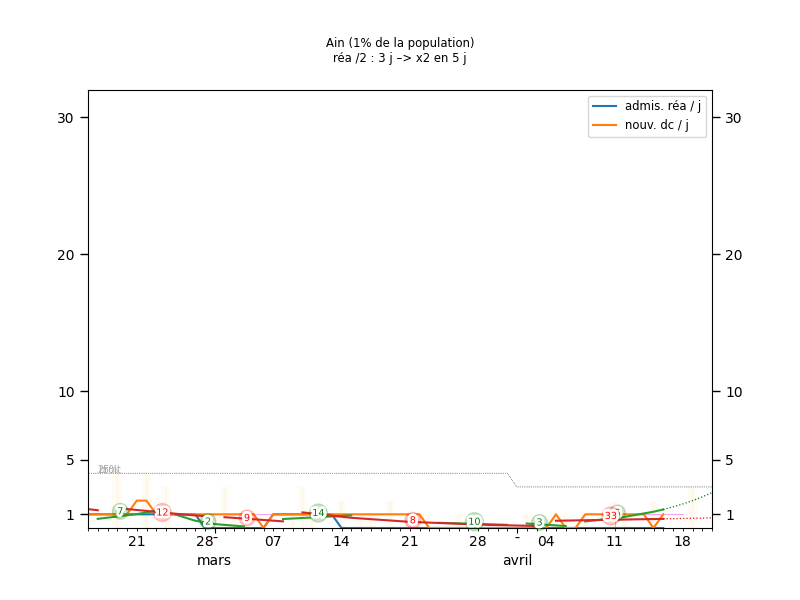 Ain (1% de la population)
réa /2 : 3 j –> x2 en 5 j
admis. réa / j
nouv. dc / j
30 30
20 20
10 10
5 5
1 1
7 12 2 9 14 8 10 3 33
21 28 07 14 21 28 04 11 18
mars avril